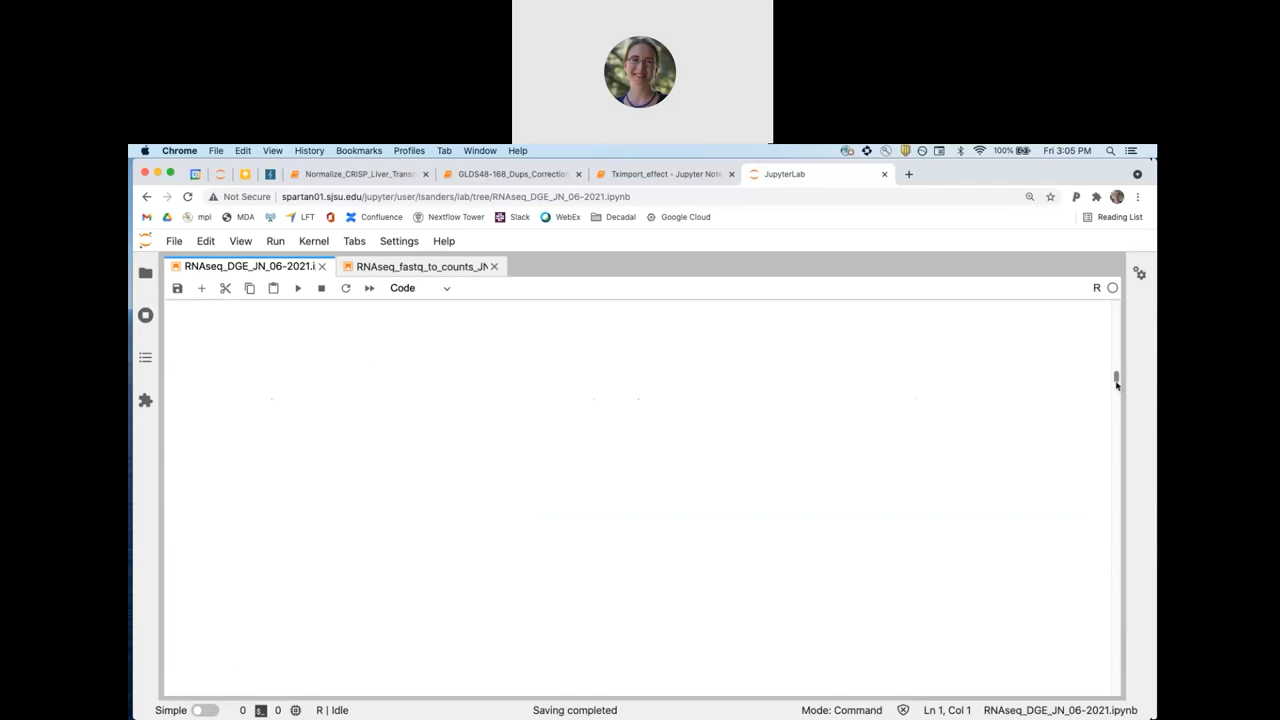 Chrome File Edit View History Bookmarks Profiles Tab Window Help 100% Fri 3:05 PM
Normalize_CRISP_Liver_Transc GLDS48-168_Dups_Correction Tximport_effect - Jupyter Note JupyterLab
Not Secure spartan01.sjsu.edu/jupyter/user/lsanders/lab/tree/RNAseq_DGE_JN_06-2021.ipynb
mpl MDA LFT Confluence Nextflow Tower Slack WebEx Decadal Google Cloud Reading List
File Edit View Run Kernel Tabs Settings Help
RNAseq_DGE_JN_06-2021.i RNAseq_fastq_to_counts_JN
Code R
Simple 0 0 R | Idle Saving completed Mode: Command Ln 1, Col 1 RNAseq_DGE_JN_06-2021.ipynb